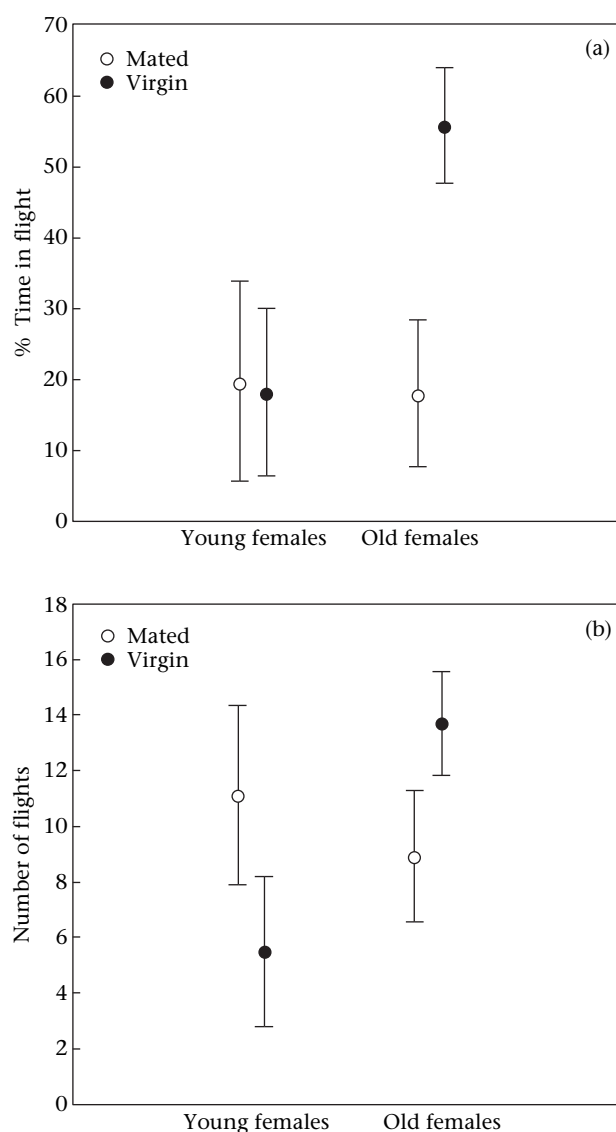 70
(a)
Mated
Virgin
60
50
40
30
20
10
0
% Time in flight
Young females Old females
18
(b)
Mated
Virgin
16
14
12
10
8
6
4
2
0
Number of flights
Young females Old females